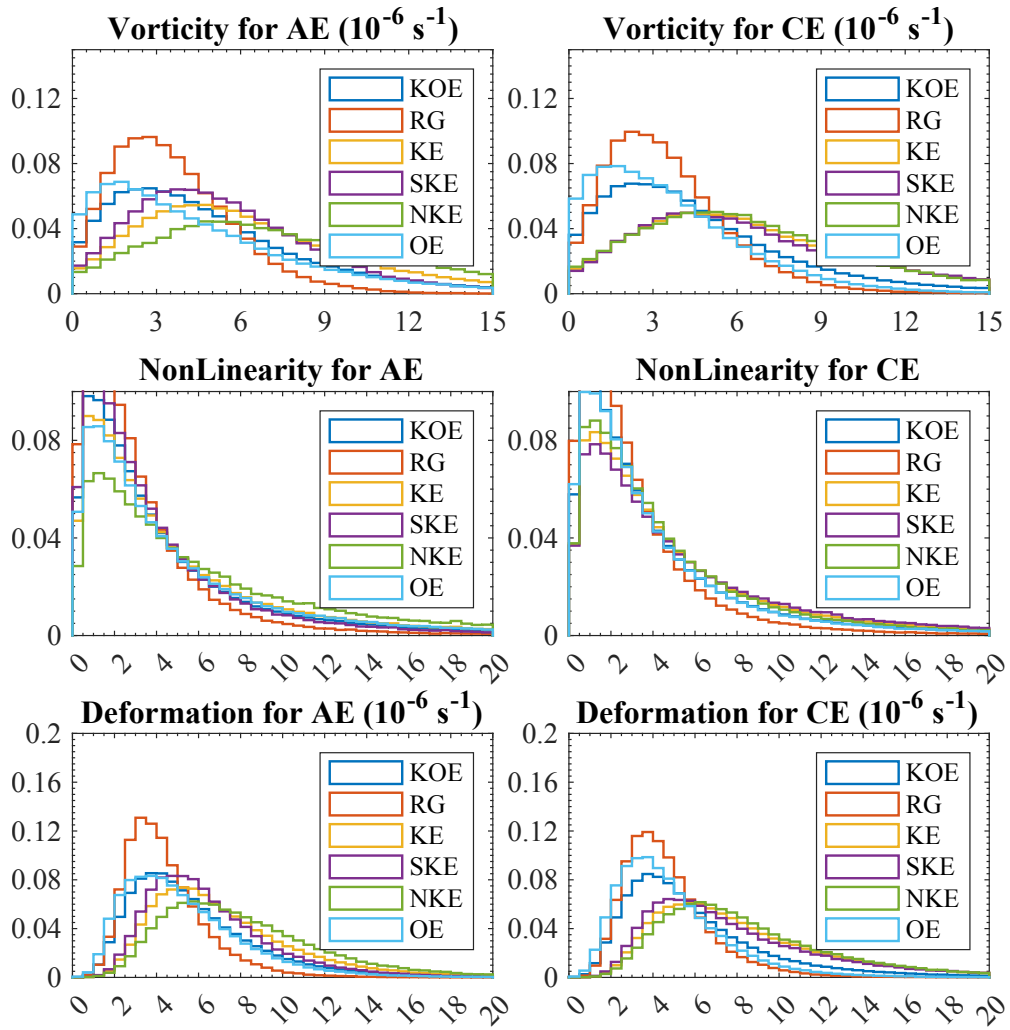 Vorticity for AE (10^-6 s^-1)
0.12
0.08
0.04
0
0 3 6 9 12 15
KOE
RG
KE
SKE
NKE
OE
Vorticity for CE (10^-6 s^-1)
0.12
0.08
0.04
0
0 3 6 9 12 15
KOE
RG
KE
SKE
NKE
OE
NonLinearity for AE
0.08
0.04
0
0 2 4 6 8 10 12 14 16 20
KOE
RG
KE
SKE
NKE
OE
NonLinearity for CE
0.08
0.04
0
0 2 4 6 8 10 12 14 16 20
KOE
RG
KE
SKE
NKE
OE
Deformation for AE (10^-6 s^-1)
0.2
0.16
0.12
0.08
0.04
0
0 2 4 6 8 10 12 14 16 20
KOE
RG
KE
SKE
NKE
OE
Deformation for CE (10^-6 s^-1)
0.2
0.16
0.12
0.08
0.04
0
0 2 4 6 8 10 12 14 16 20
KOE
RG
KE
SKE
NKE
OE